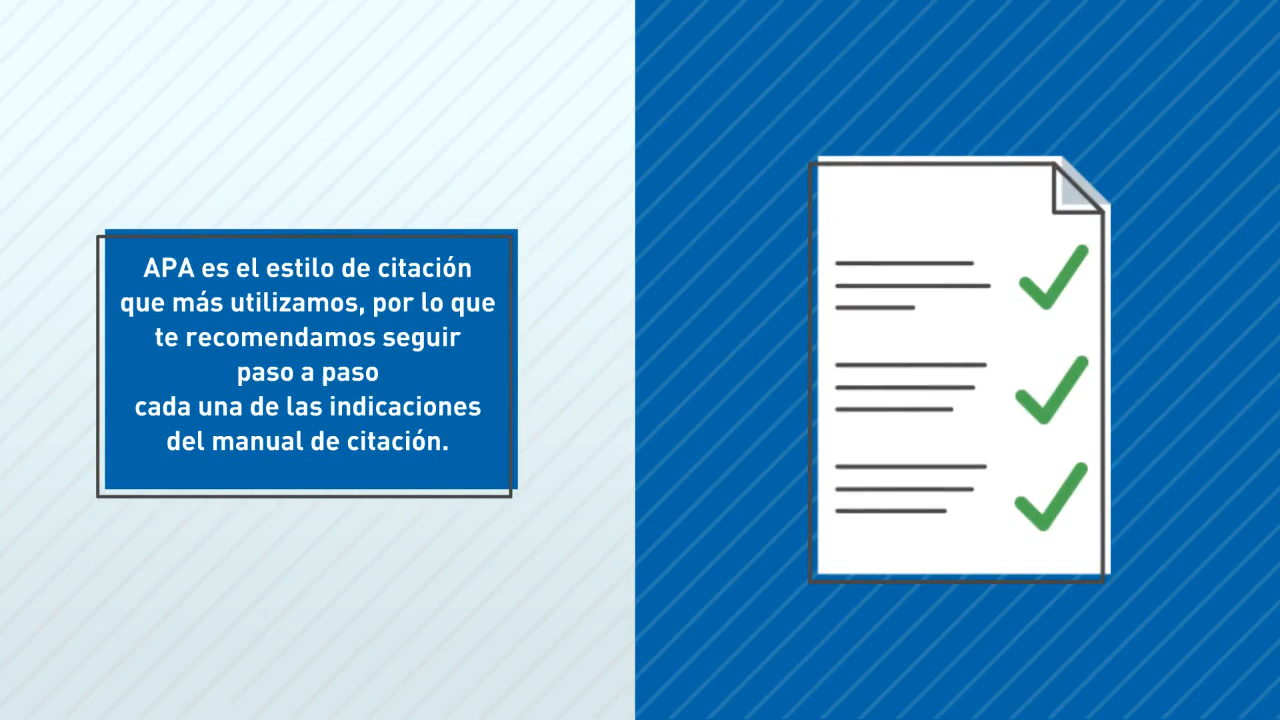 APA es el estilo de citación
que más utilizamos, por lo que
te recomendamos seguir
paso a paso
cada una de las indicaciones
del manual de citación.